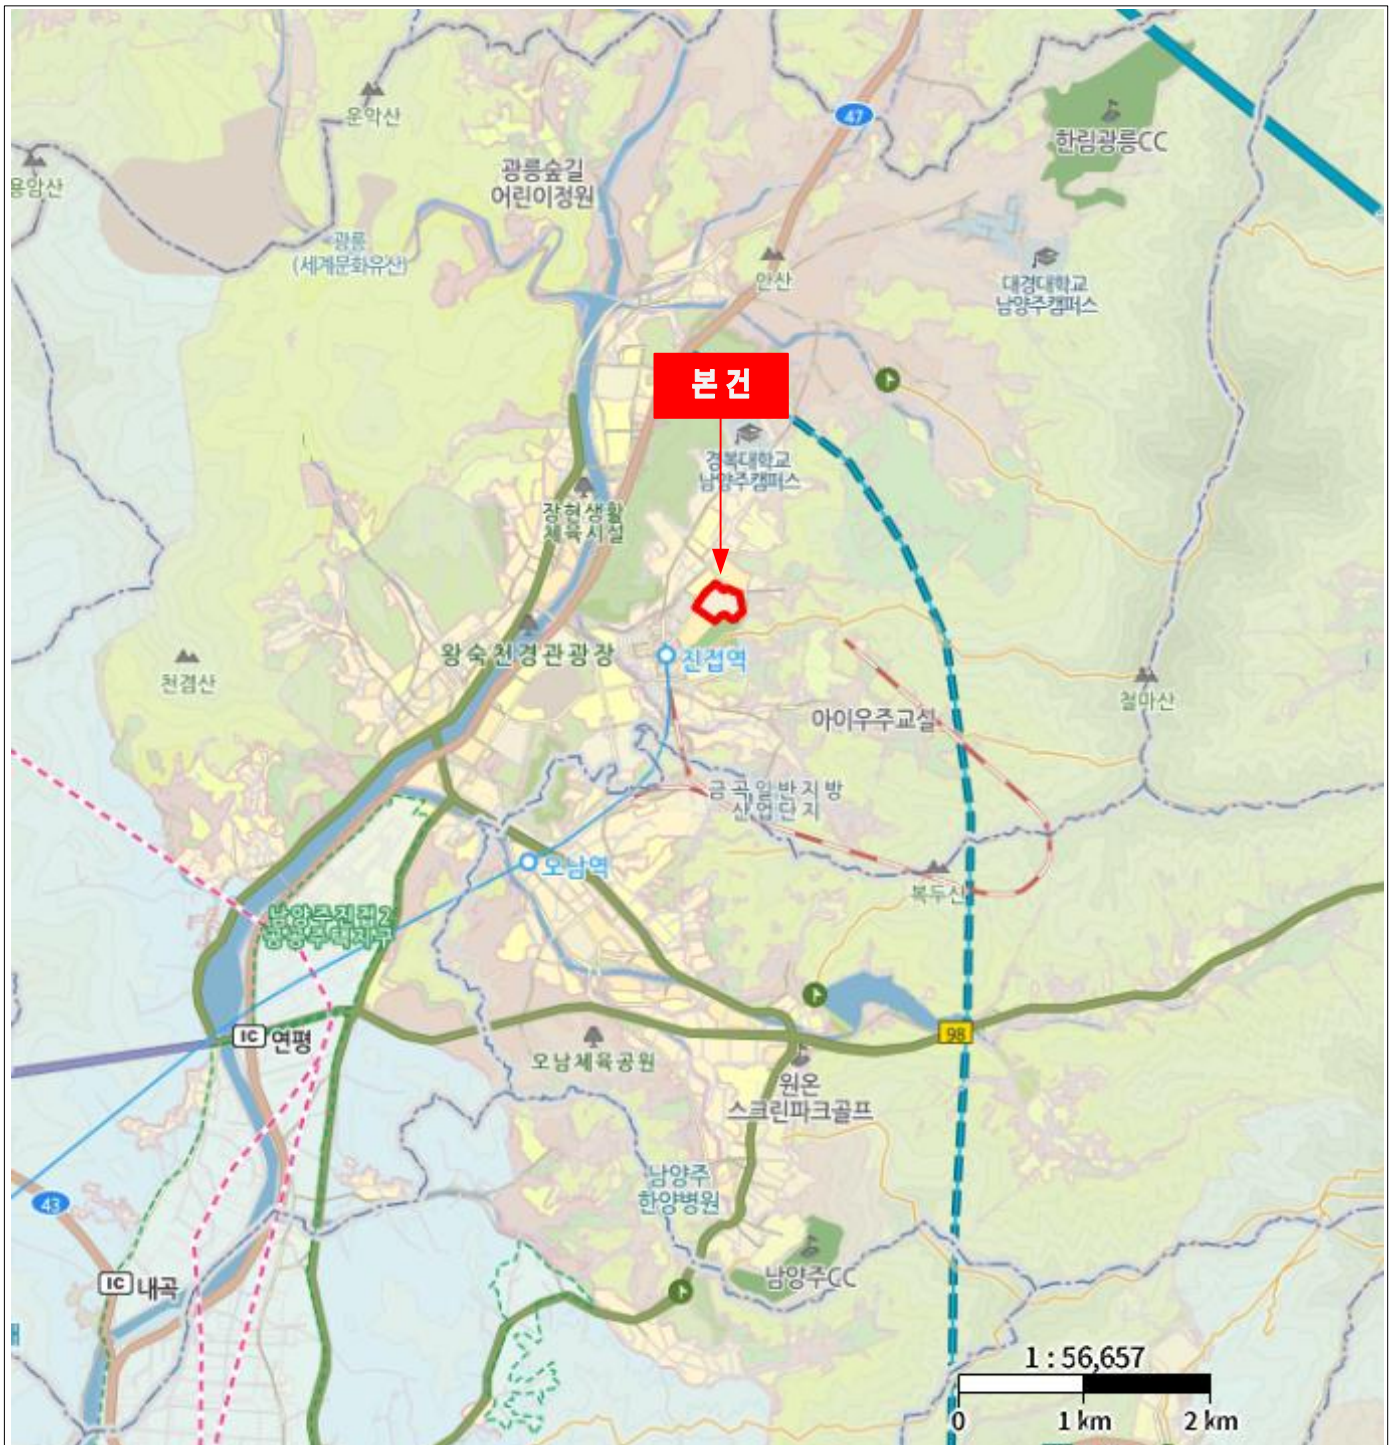 운악산
47
한림광릉CC
용암산
광릉숲길
어린이정원
광릉
(세계문화유산)
안산
대경대학교
남양주캠퍼스
본 건
경복대학교
남양주캠퍼스
장현생활
체육시설
왕숙천경관광장
진접역
천겸산
철마산
아이우주교실
금곡일반지방
산업단지
오남역
복두산
남양주진접2
공공주택지구
IC 연평
98
오남체육공원
원온
스크린파크골프
남양주
한양병원
43
IC 내곡
남양주CC
1 : 56,657
0 1 km 2 km